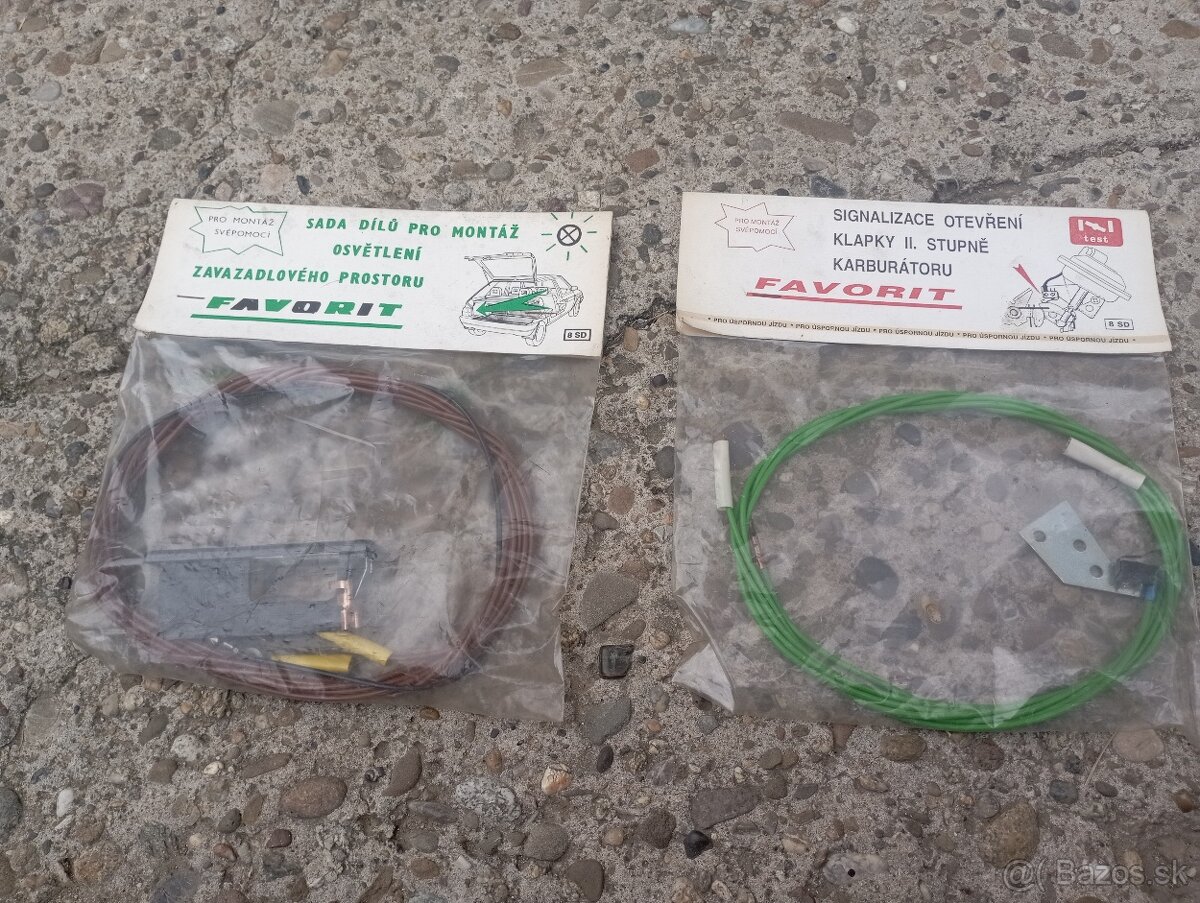 PRO MONTÁŽ
SVÉPOMOCÍ
SADA DÍLŮ PRO MONTÁŽ
OSVĚTLENÍ
ZAVAZADLOVÉHO PROSTORU
FAVORIT
8 SD
PRO MONTÁŽ
SVÉPOMOCÍ
SIGNALIZACE OTEVŘENÍ
KLAPKY II. STUPNĚ
KARBURÁTORU
FAVORIT
test
8 SD
• PRO ÚSPORNOU JÍZDU • PRO ÚSPORNOU JÍZDU • PRO ÚSPORNOU JÍZDU • PRO ÚSPORNOU JÍZDU •
@( Bazos.sk